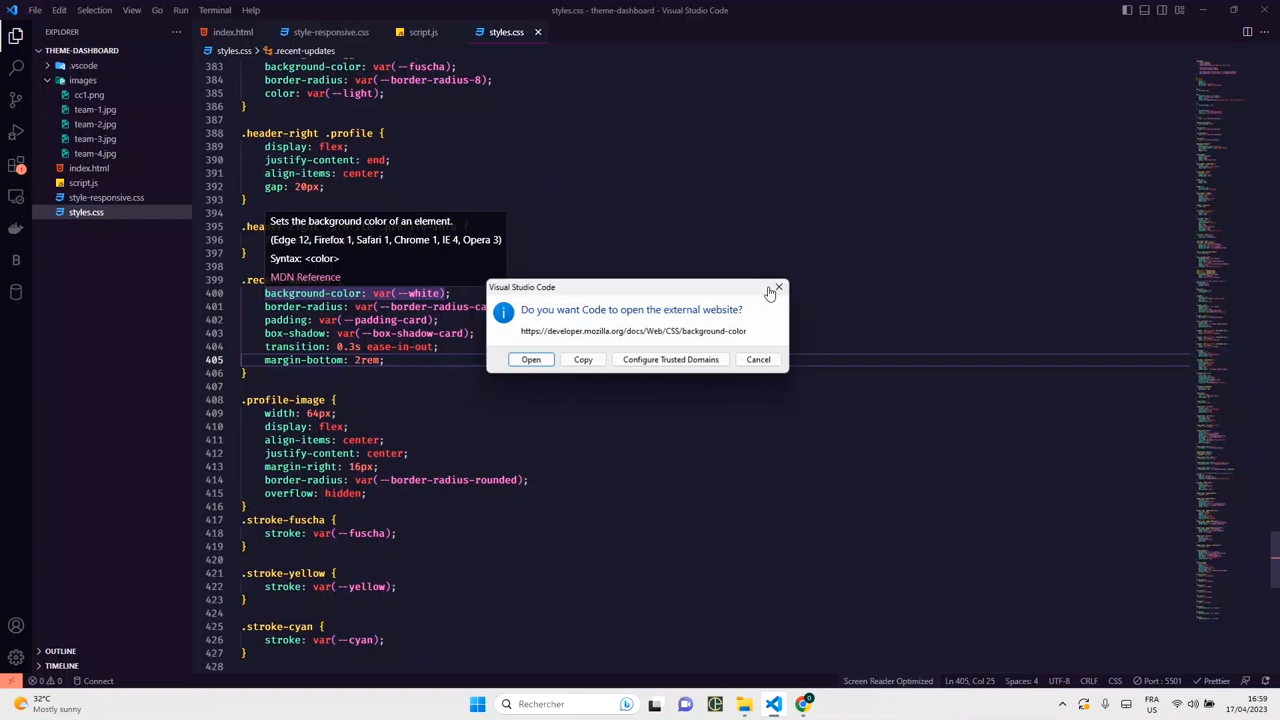 File Edit Selection View Go Run Terminal Help
styles.css - theme-dashboard - Visual Studio Code
EXPLORER
index.html
style-responsive.css
script.js
styles.css
THEME-DASHBOARD
styles.css > .recent-updates
.vscode
images
cc1.png
team-1.jpg
team-2.jpg
team-3.jpg
team-4.jpg
index.html
script.js
style-responsive.css
styles.css
383 background-color: var(--fuscha);
384 border-radius: var(--border-radius-8);
385 color: var(--light);
386 }
387
388 .header-right .profile {
389 display: flex;
390 justify-content: end;
391 align-items: center;
392 gap: 20px;
393 }
394
Sets the background color of an element.
395
396
(Edge 12, Firefox 1, Safari 1, Chrome 1, IE 4, Opera 3)
397 }
Syntax: <color>
398
MDN Reference
399 .rec
400 background-color: var(--white);
401
402
403 box-shadow: var(--box-shadow);
404 transition: 0.3s ease-in-out;
405 margin-bottom: 2rem;
406 }
407
408 .profile-image {
409 width: 64px;
410 display: flex;
411 align-items: center;
412 justify-content: center;
413 margin-right: 16px;
414 border-radius: var(--border-radius-rounded);
415 overflow: hidden;
416 }
417 .stroke-fuscha {
418 stroke: var(--fuscha);
419 }
420
421 .stroke-yellow {
422 stroke: var(--yellow);
423 }
424
425 .stroke-cyan {
426 stroke: var(--cyan);
427 }
428
Visual Studio Code
Do you want Code to open the external website?
https://developer.mozilla.org/docs/Web/CSS/background-color
Open Copy Configure Trusted Domains Cancel
OUTLINE
TIMELINE
0 0 Connect
Screen Reader Optimized Ln 405, Col 25 Spaces: 4 UTF-8 CRLF CSS Port : 5501 Prettier
32°C
Mostly sunny
Rechercher
FRA
US
16:59
17/04/2023